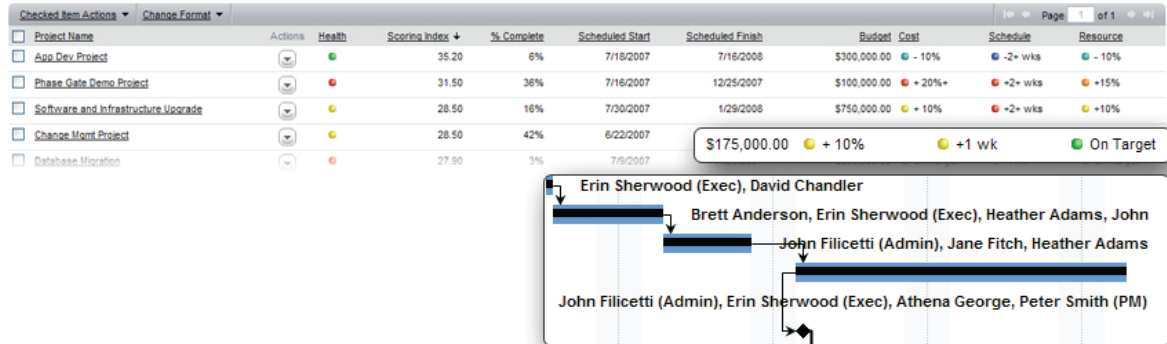 Checked Item Actions Change Format Page 1 of 1
Project Name Actions Health Scoring Index % Complete Scheduled Start Scheduled Finish Budget Cost Schedule Resource
App Dev Project 35.20 6% 7/18/2007 7/16/2008 $300,000.00 - 10% -2+ wks - 10%
Phase Gate Demo Project 31.50 36% 7/16/2007 12/25/2007 $100,000.00 + 20%+ +2+ wks +15%
Software and Infrastructure Upgrade 28.50 16% 7/30/2007 1/29/2008 $750,000.00 + 10% +2+ wks +10%
Change Mgmt Project 28.50 42% 6/22/2007
$175,000.00 + 10% +1 wk On Target
Database Migration 27.90 3% 7/9/2007
Erin Sherwood (Exec), David Chandler
Brett Anderson, Erin Sherwood (Exec), Heather Adams, John
John Filicetti (Admin), Jane Fitch, Heather Adams
John Filicetti (Admin), Erin Sherwood (Exec), Athena George, Peter Smith (PM)